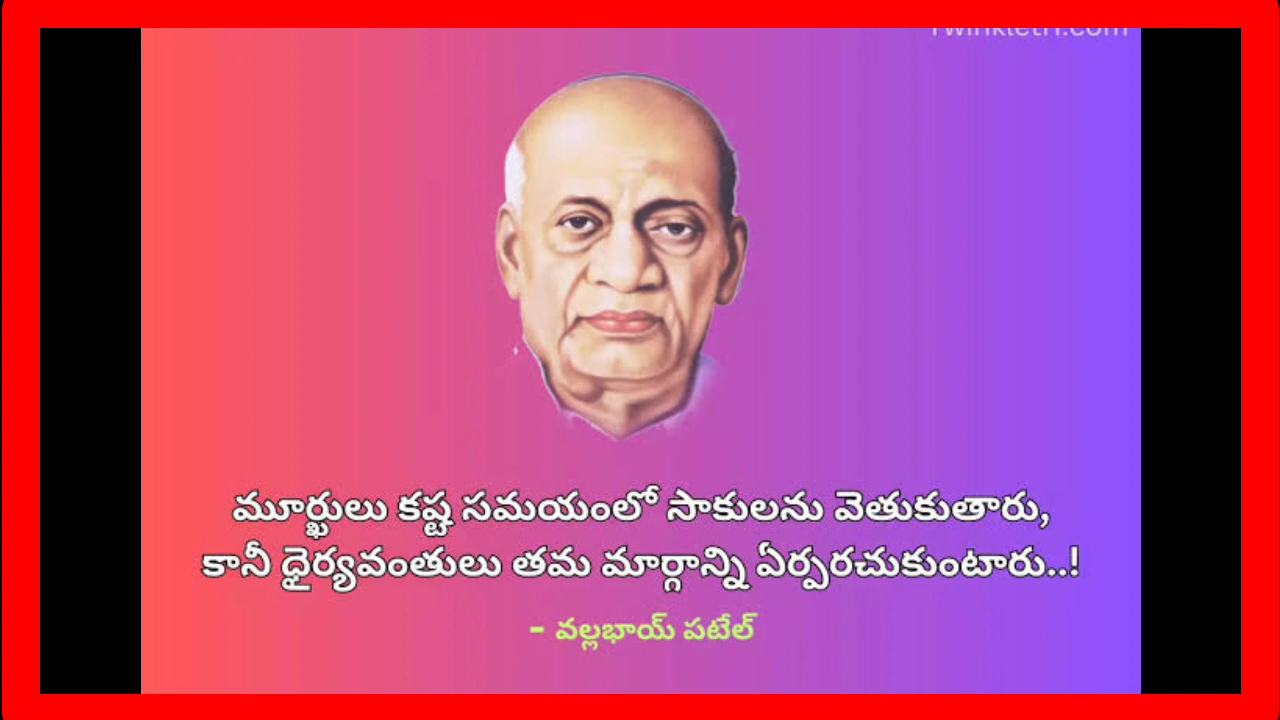 మూర్ఖులు కష్ట సమయంలో సాకులను వెతుకుతారు,
కానీ ధైర్యవంతులు తమ మార్గాన్ని ఏర్పరచుకుంటారు..!
- వల్లభాయ్ పటేల్